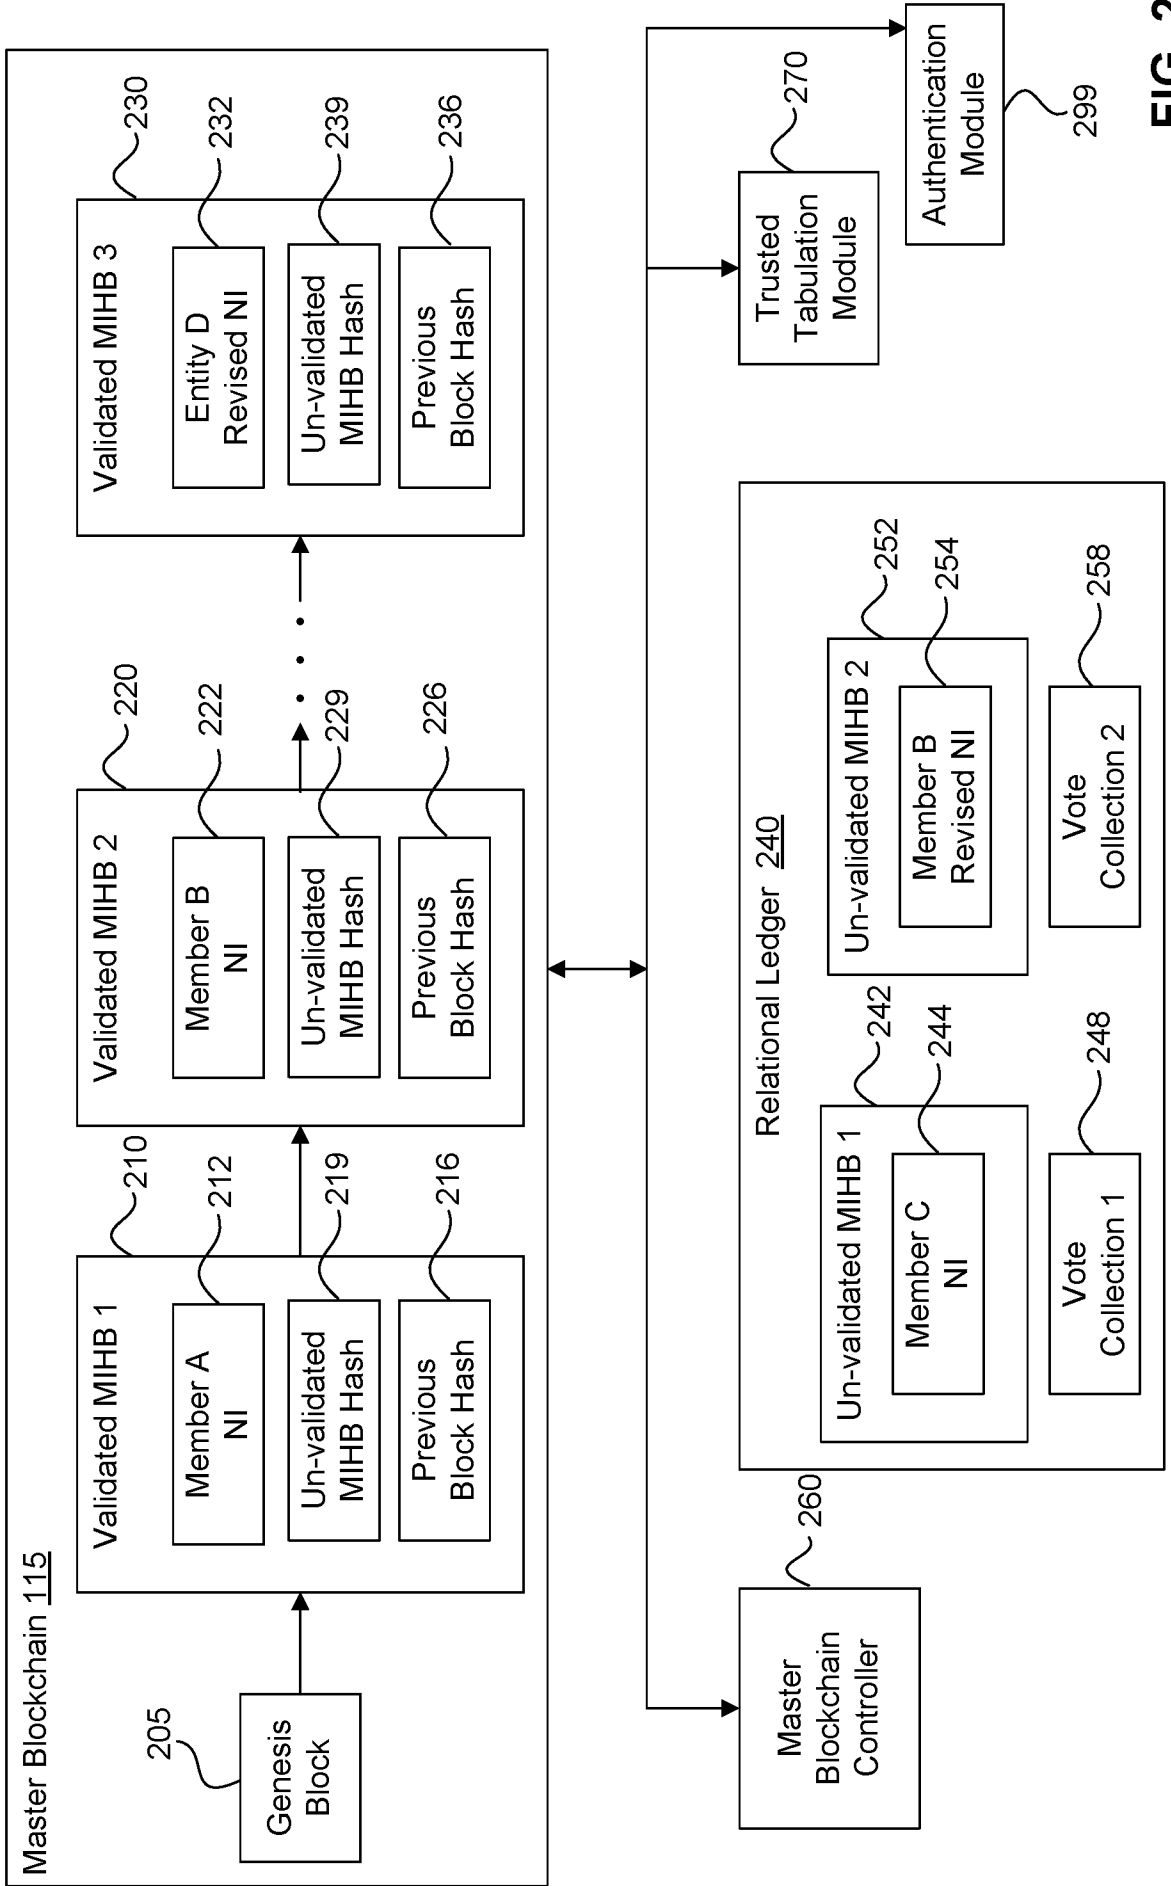 Master Blockchain 115
205
Genesis
Block
Validated MIHB 1
210
Member A
NI
212
Un-validated
MIHB Hash
219
Previous
Block Hash
216
Validated MIHB 2
220
Member B
NI
222
Un-validated
MIHB Hash
229
Previous
Block Hash
226
Validated MIHB 3
230
Entity D
Revised NI
232
Un-validated
MIHB Hash
239
Previous
Block Hash
236
Master
Blockchain
Controller
260
Relational Ledger 240
Un-validated MIHB 1
242
Member C
NI
244
Vote
Collection 1
248
Un-validated MIHB 2
252
Member B
Revised NI
254
Vote
Collection 2
258
Trusted
Tabulation
Module
270
Authentication
Module
299
FIG. 2